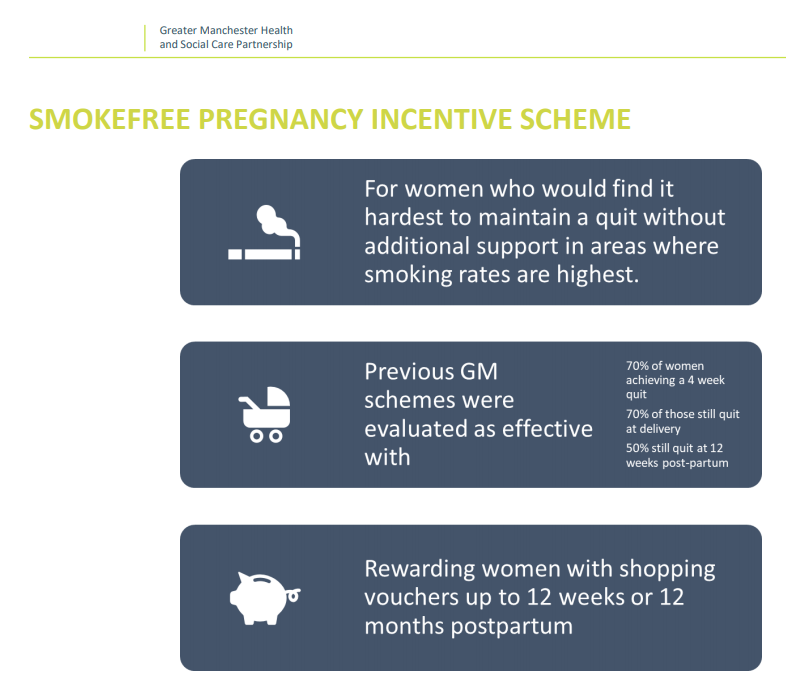 Greater Manchester Health
and Social Care Partnership
SMOKEFREE PREGNANCY INCENTIVE SCHEME
For women who would find it
hardest to maintain a quit without
additional support in areas where
smoking rates are highest.
Previous GM
schemes were
evaluated as effective
with
70% of women
achieving a 4 week
quit
70% of those still quit
at delivery
50% still quit at 12
weeks post-partum
Rewarding women with shopping
vouchers up to 12 weeks or 12
months postpartum